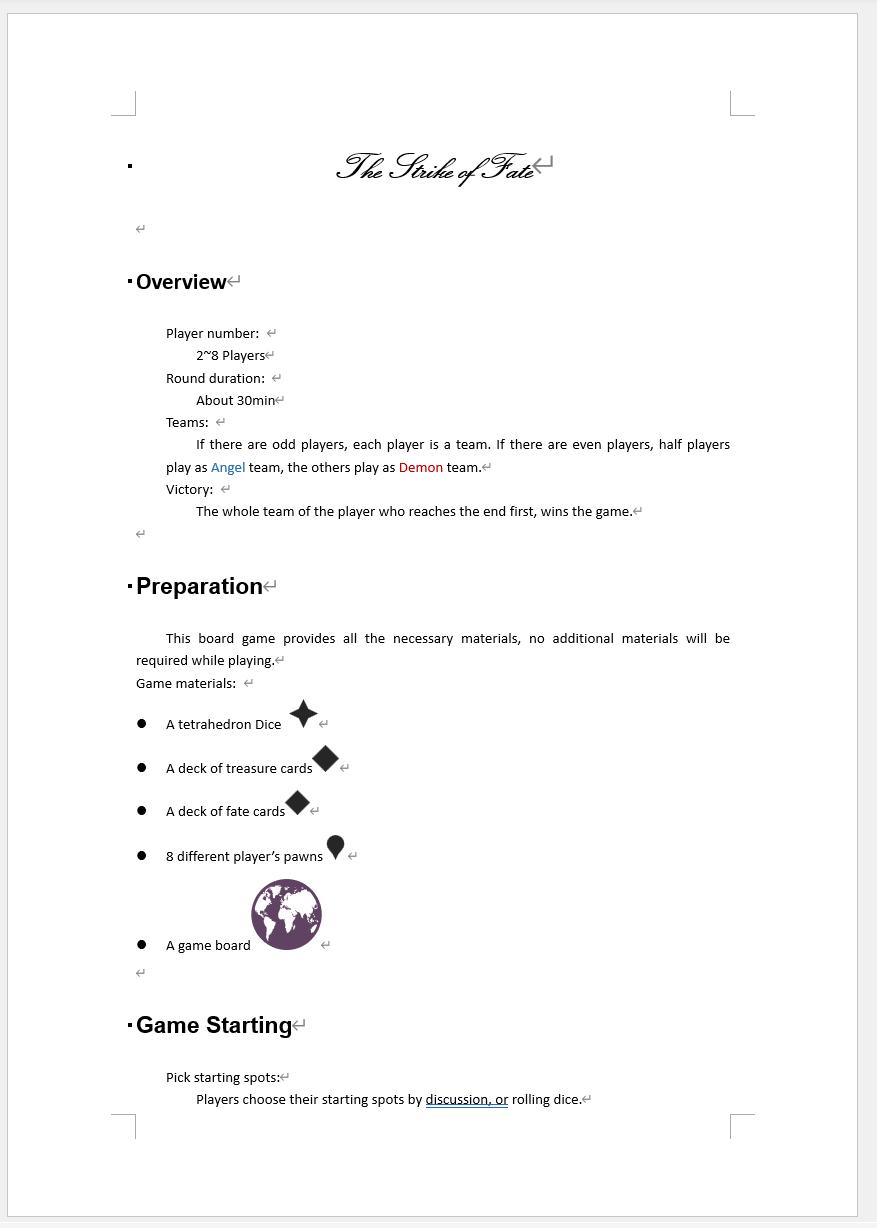 The Strike of Fate
Overview
Player number:
2~8 Players
Round duration:
About 30min
Teams:
If there are odd players, each player is a team. If there are even players, half players
play as Angel team, the others play as Demon team.
Victory:
The whole team of the player who reaches the end first, wins the game.
Preparation
This board game provides all the necessary materials, no additional materials will be
required while playing.
Game materials:
● A tetrahedron Dice
● A deck of treasure cards
● A deck of fate cards
● 8 different player’s pawns
● A game board
Game Starting
Pick starting spots:
Players choose their starting spots by discussion, or rolling dice.